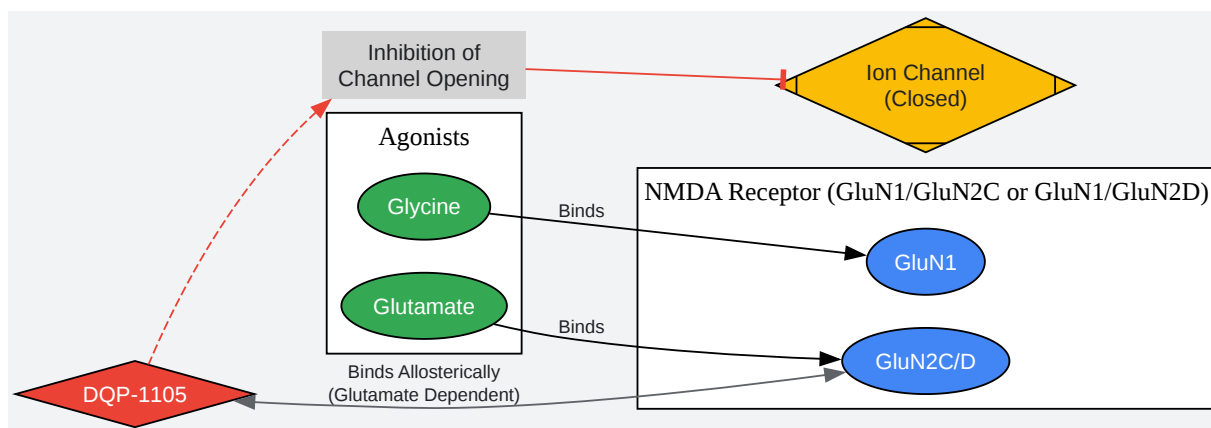 Inhibition of
Channel Opening
Ion Channel
(Closed)
Agonists
NMDA Receptor (GluN1/GluN2C or GluN1/GluN2D)
Glycine
Binds
GluN1
Glutamate
Binds
GluN2C/D
Binds Allosterically
(Glutamate Dependent)
DQP-1105